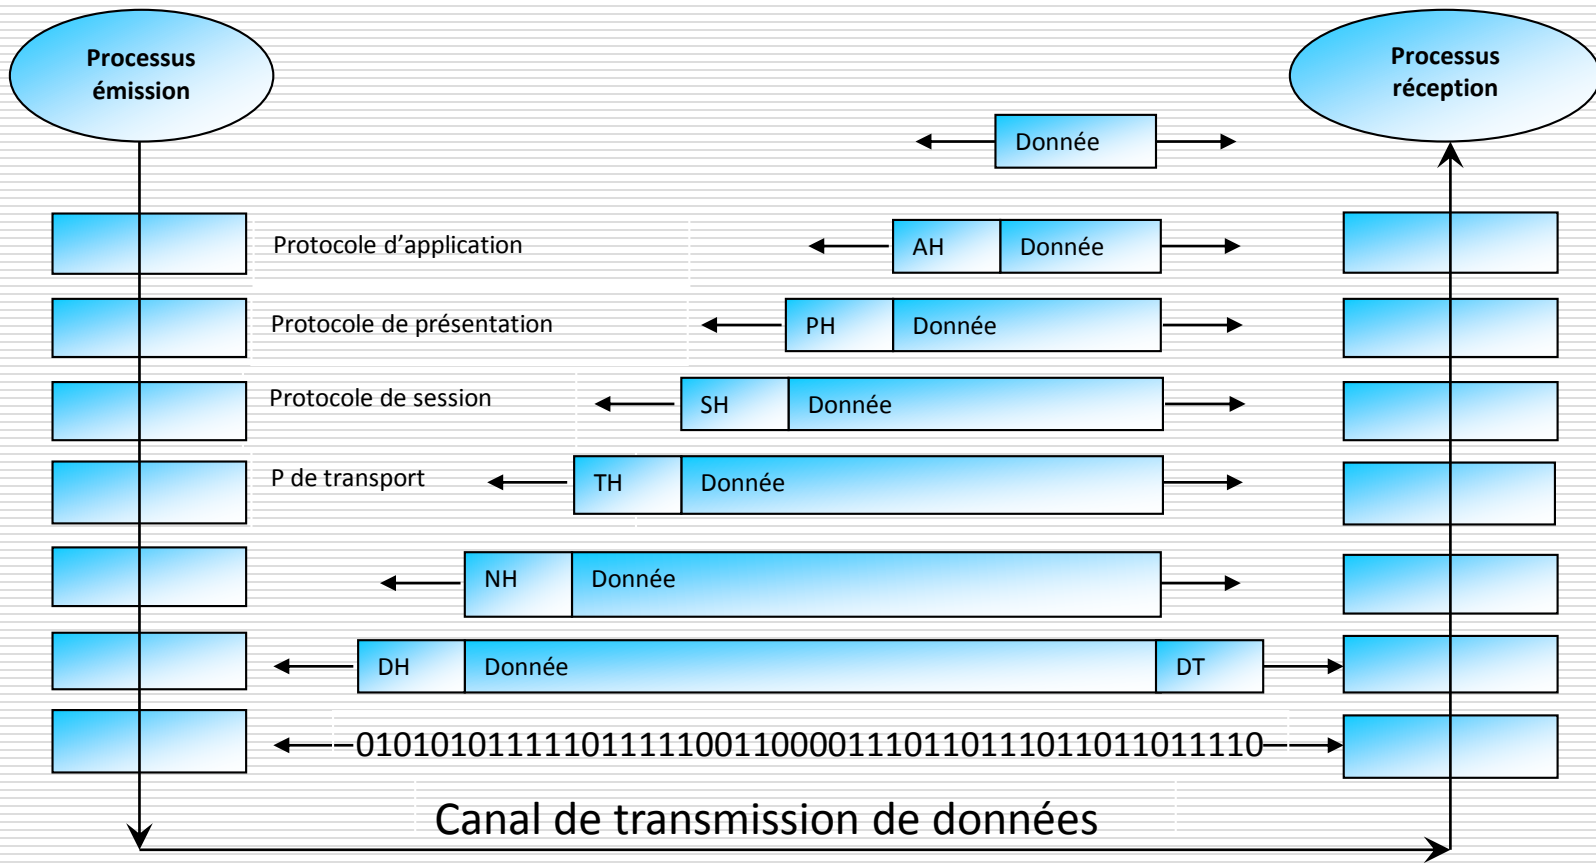 Processus
émission
Processus
réception
Donnée
Protocole d’application
AH Donnée
Protocole de présentation
PH Donnée
Protocole de session
SH Donnée
P de transport
TH Donnée
NH Donnée
DH Donnée DT
0101010111110111110011000011101101110110110111110
Canal de transmission de données